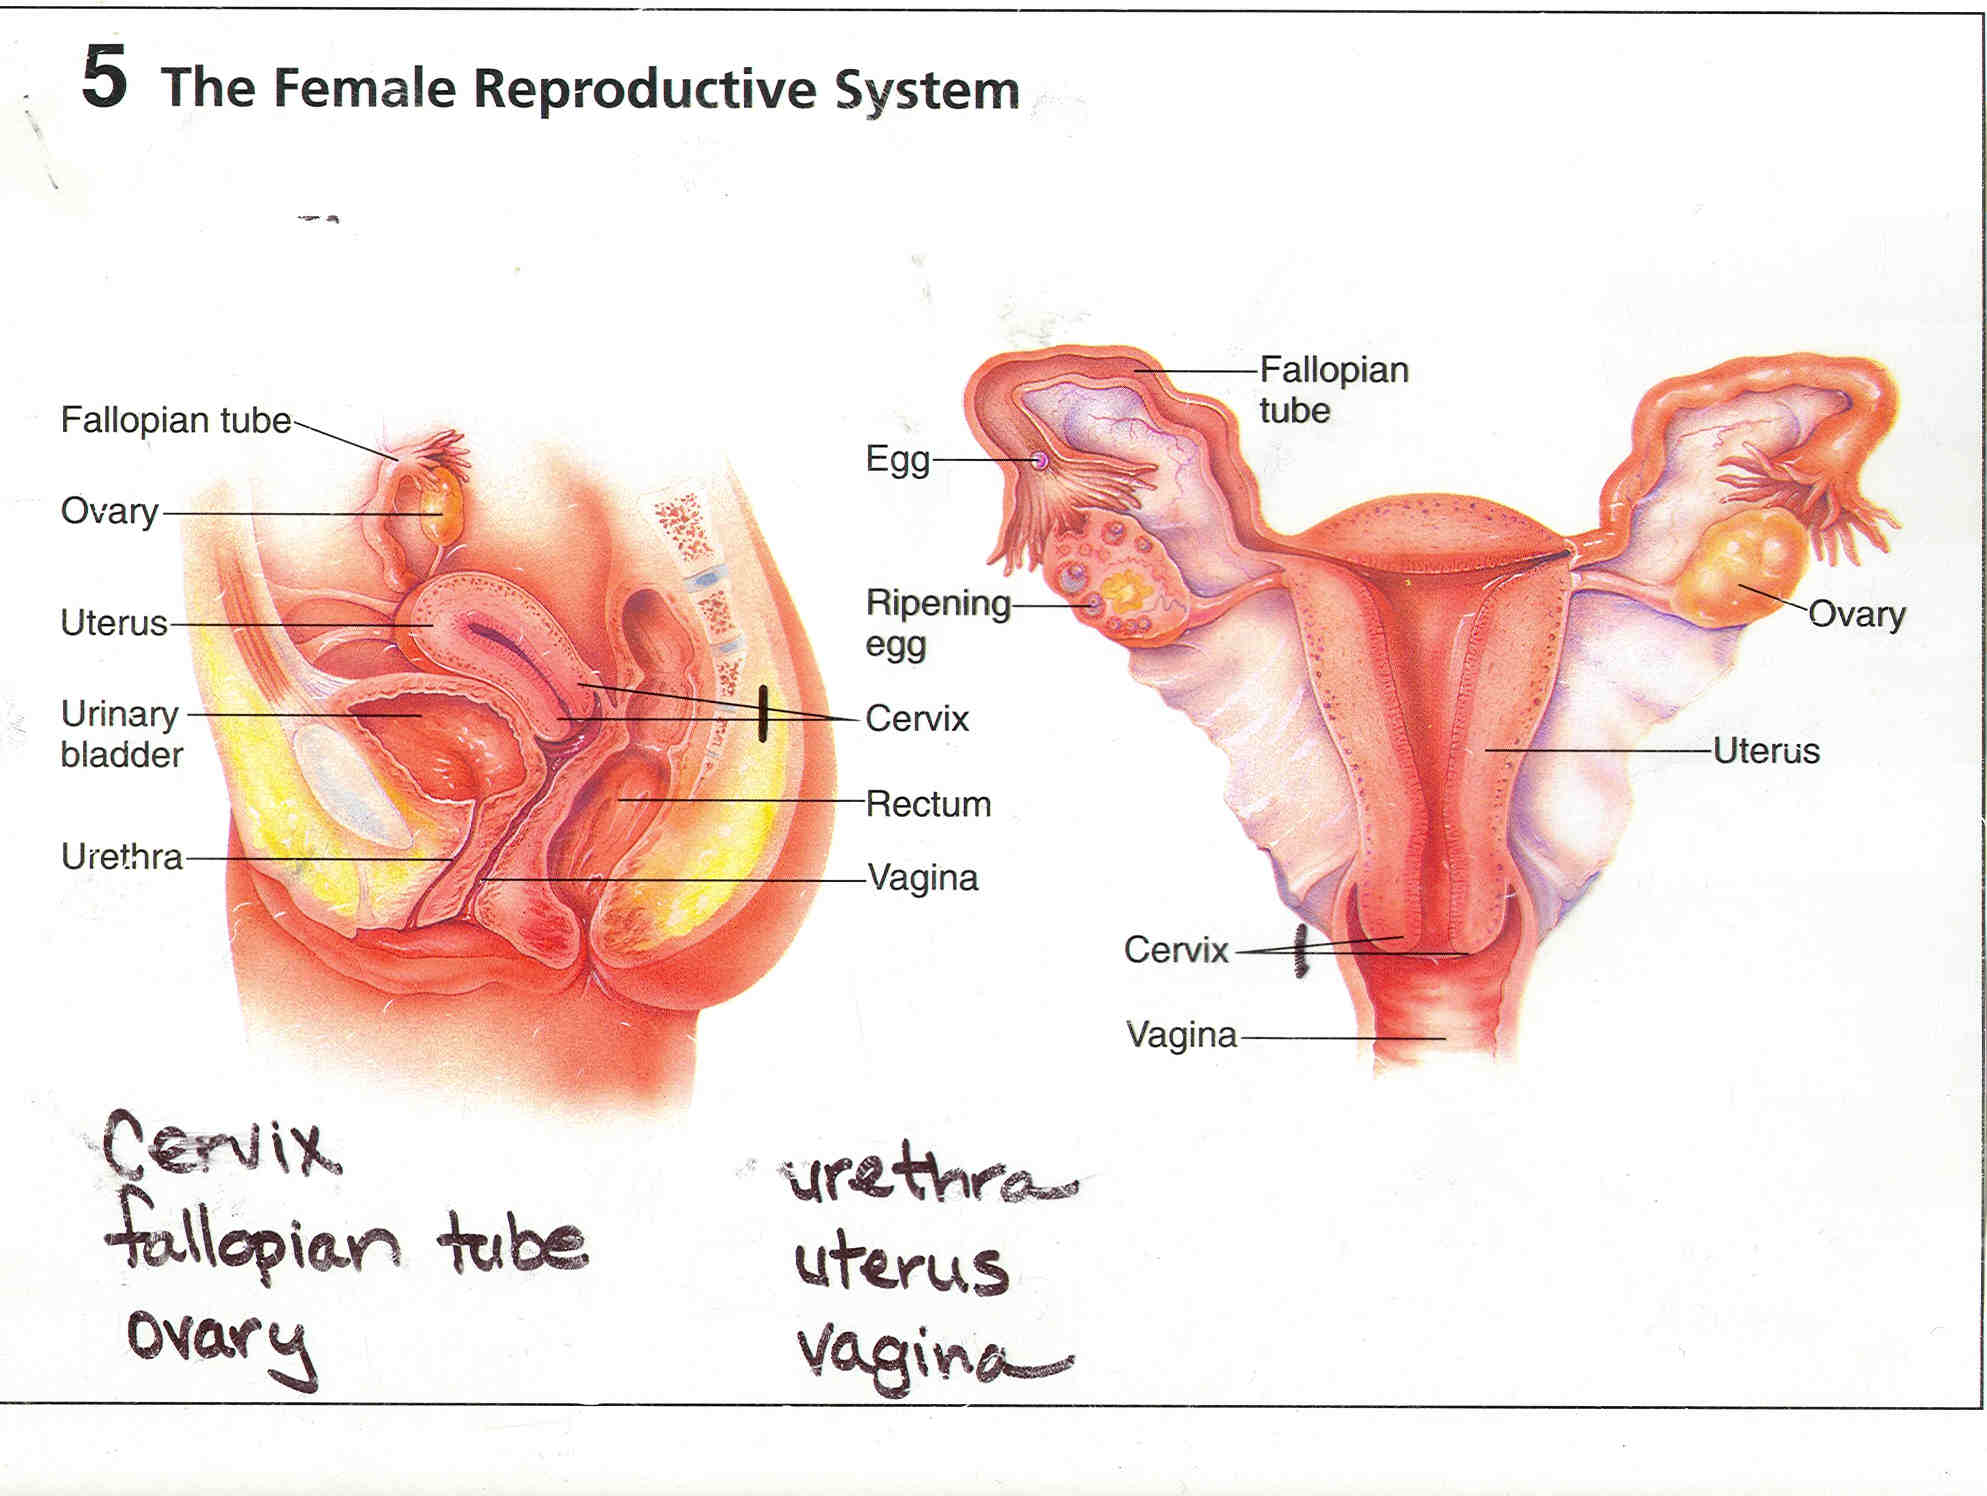 5 The Female Reproductive System
Fallopian tube
Ovary
Uterus
Urinary
bladder
Urethra
Cervix
Rectum
Vagina
Fallopian
tube
Egg
Ripening
egg
Ovary
Uterus
Cervix
Vagina
Cervix
fallopian tube
ovary
urethra
uterus
vagina